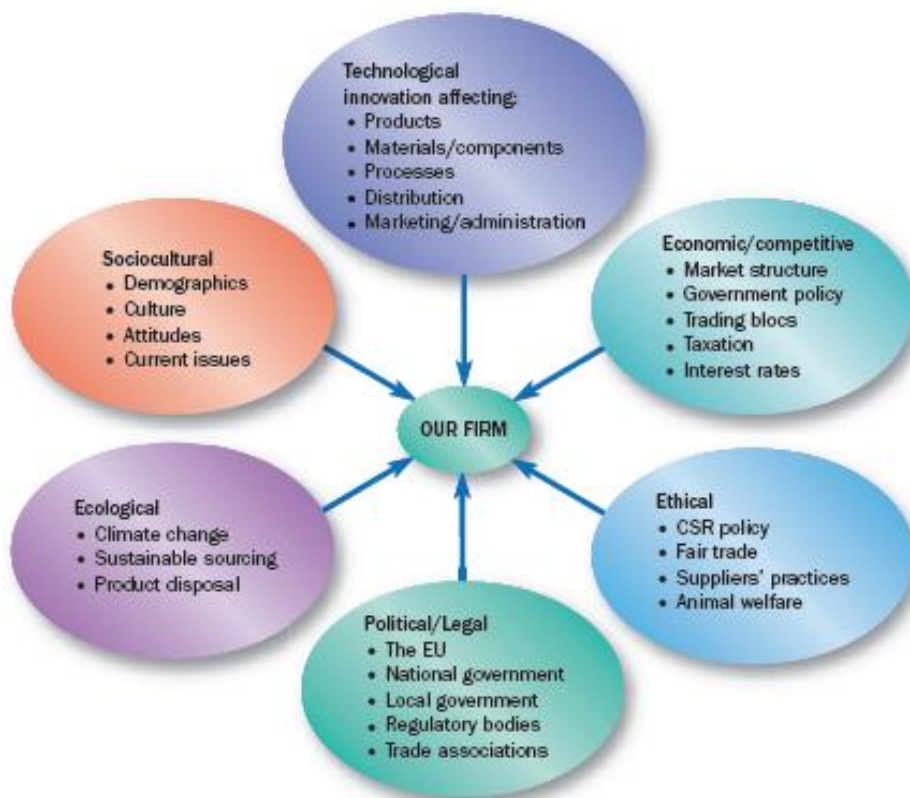 Technological
innovation affecting:
• Products
• Materials/components
• Processes
• Distribution
• Marketing/administration
Sociocultural
• Demographics
• Culture
• Attitudes
• Current issues
Economic/competitive
• Market structure
• Government policy
• Trading blocs
• Taxation
• Interest rates
OUR FIRM
Ecological
• Climate change
• Sustainable sourcing
• Product disposal
Ethical
• CSR policy
• Fair trade
• Suppliers' practices
• Animal welfare
Political/Legal
• The EU
• National government
• Local government
• Regulatory bodies
• Trade associations